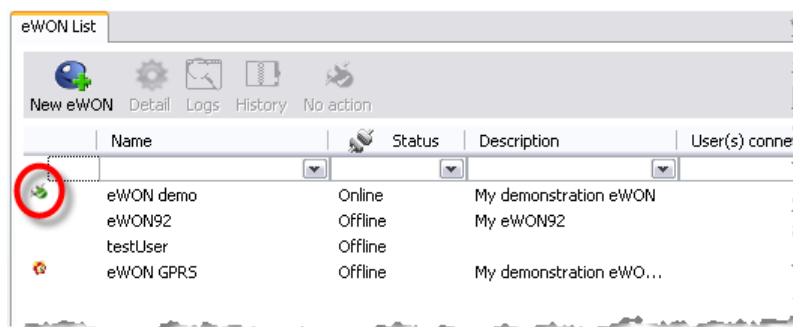 eWON List
New eWON Detail Logs History No action
Name Status Description User(s) conne
eWON demo Online My demonstration eWON
eWON92 Offline My eWON92
testUser Offline
eWON GPRS Offline My demonstration eWO...